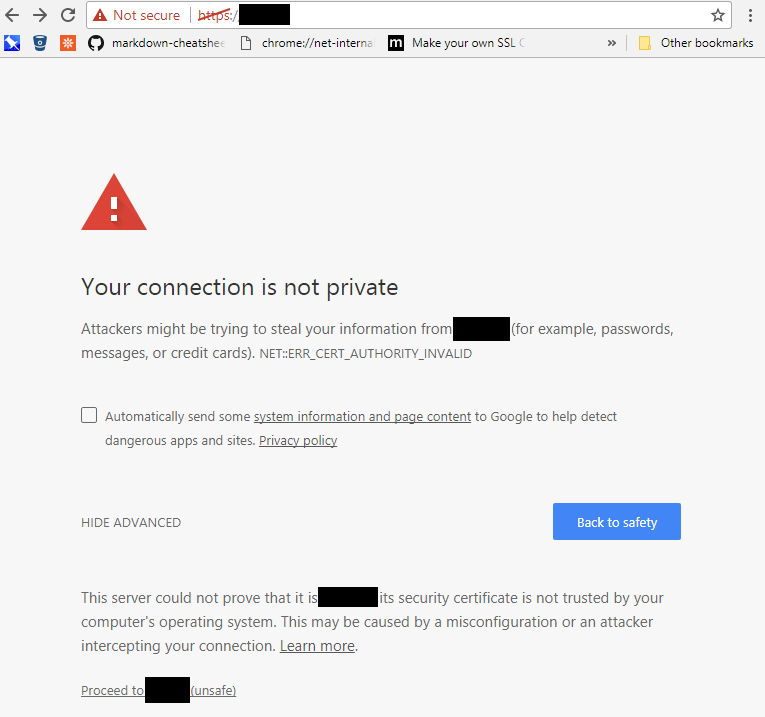 Not secure https:/
markdown-cheatshee chrome://net-interna Make your own SSL C » Other bookmarks
Your connection is not private
Attackers might be trying to steal your information from (for example, passwords,
messages, or credit cards). NET::ERR_CERT_AUTHORITY_INVALID
Automatically send some system information and page content to Google to help detect
dangerous apps and sites. Privacy policy
HIDE ADVANCED Back to safety
This server could not prove that it is its security certificate is not trusted by your
computer's operating system. This may be caused by a misconfiguration or an attacker
intercepting your connection. Learn more.
Proceed to (unsafe)